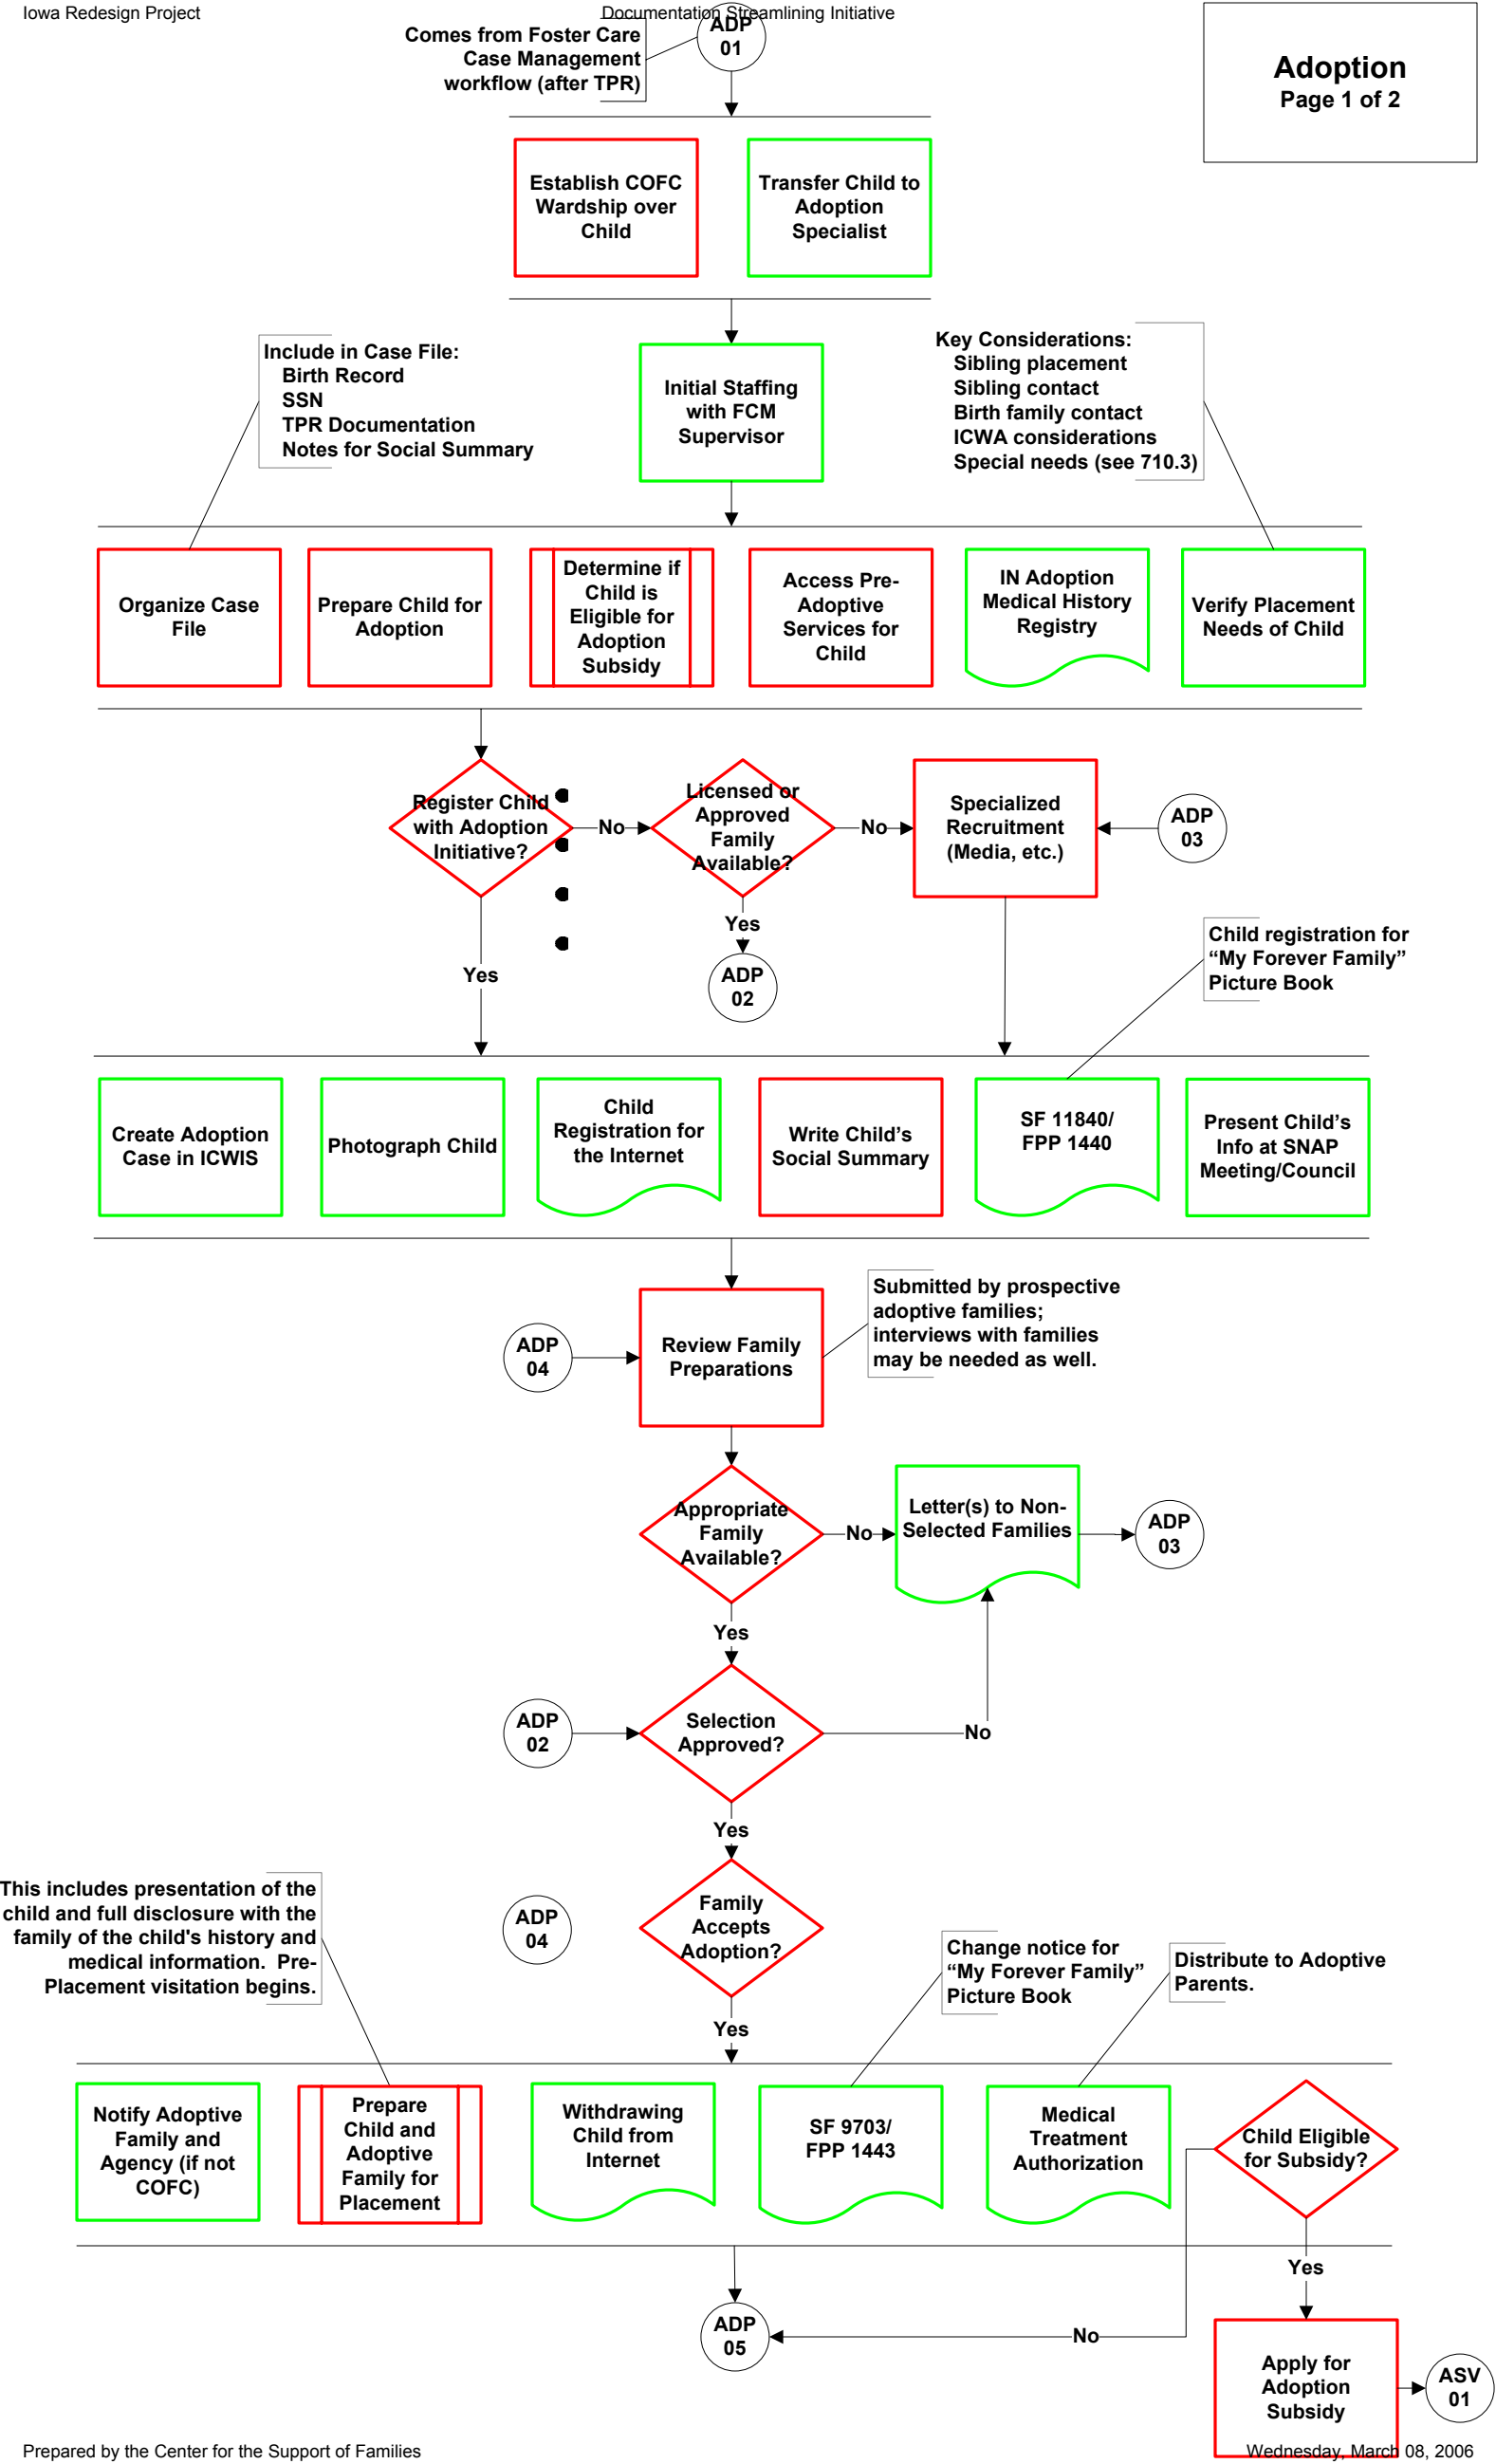 Iowa Redesign Project
Documentation Streamlining Initiative
Comes from Foster Care
Case Management
workflow (after TPR)
ADP
01
Adoption
Page 1 of 2
Establish COFC
Wardship over
Child
Transfer Child to
Adoption
Specialist
Include in Case File:
Birth Record
SSN
TPR Documentation
Notes for Social Summary
Initial Staffing
with FCM
Supervisor
Key Considerations:
Sibling placement
Sibling contact
Birth family contact
ICWA considerations
Special needs (see 710.3)
Organize Case
File
Prepare Child for
Adoption
Determine if
Child is
Eligible for
Adoption
Subsidy
Access Pre-
Adoptive
Services for
Child
IN Adoption
Medical History
Registry
Verify Placement
Needs of Child
Register Child
with Adoption
Initiative?
No
Licensed or
Approved
Family
Available?
No
Specialized
Recruitment
(Media, etc.)
ADP
03
Yes
Yes
ADP
02
Child registration for
“My Forever Family”
Picture Book
Create Adoption
Case in ICWIS
Photograph Child
Child
Registration for
the Internet
Write Child’s
Social Summary
SF 11840/
FPP 1440
Present Child’s
Info at SNAP
Meeting/Council
ADP
04
Review Family
Preparations
Submitted by prospective
adoptive families;
interviews with families
may be needed as well.
Appropriate
Family
Available?
No
Letter(s) to Non-
Selected Families
ADP
03
Yes
ADP
02
Selection
Approved?
No
Yes
This includes presentation of the
child and full disclosure with the
family of the child's history and
medical information. Pre-
Placement visitation begins.
ADP
04
Family
Accepts
Adoption?
Change notice for
“My Forever Family”
Picture Book
Distribute to Adoptive
Parents.
Yes
Notify Adoptive
Family and
Agency (if not
COFC)
Prepare
Child and
Adoptive
Family for
Placement
Withdrawing
Child from
Internet
SF 9703/
FPP 1443
Medical
Treatment
Authorization
Child Eligible
for Subsidy?
Yes
ADP
05
No
Apply for
Adoption
Subsidy
ASV
01
Prepared by the Center for the Support of Families
Wednesday, March 08, 2006